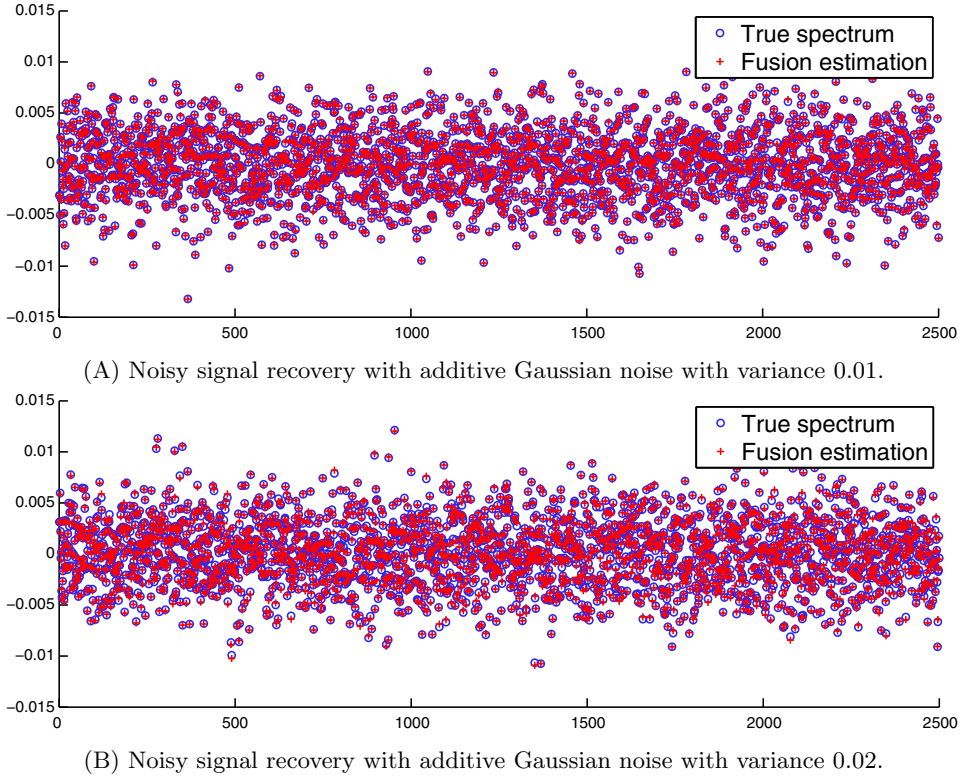 0.015
True spectrum
Fusion estimation
0.01
0.005
0
−0.005
−0.01
−0.015
0 500 1000 1500 2000 2500
(A) Noisy signal recovery with additive Gaussian noise with variance 0.01.
0.015
True spectrum
Fusion estimation
0.01
0.005
0
−0.005
−0.01
−0.015
0 500 1000 1500 2000 2500
(B) Noisy signal recovery with additive Gaussian noise with variance 0.02.